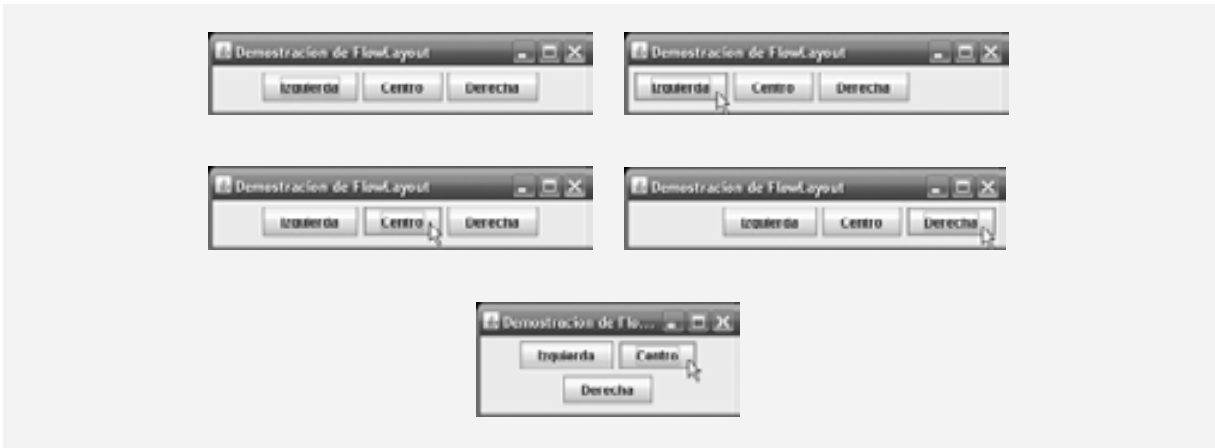 Demostracion de FlowLayout
Izquierda Centro Derecha
Demostracion de FlowLayout
Izquierda Centro Derecha
Demostracion de FlowLayout
Izquierda Centro Derecha
Demostracion de FlowLayout
Izquierda Centro Derecha
Demostracion de Flo...
Izquierda Centro
Derecha